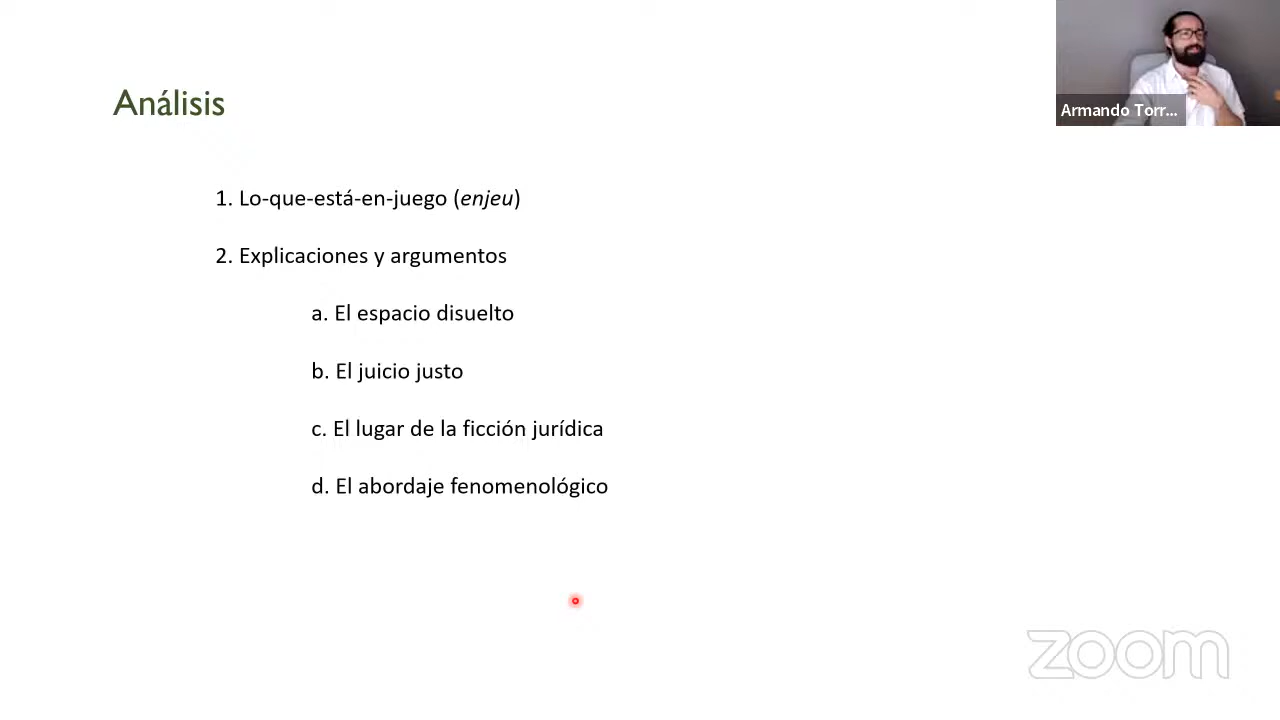 Análisis
Armando Torr...
1. Lo-que-está-en-juego (enjeu)
2. Explicaciones y argumentos
a. El espacio disuelto
b. El juicio justo
c. El lugar de la ficción jurídica
d. El abordaje fenomenológico
zoom